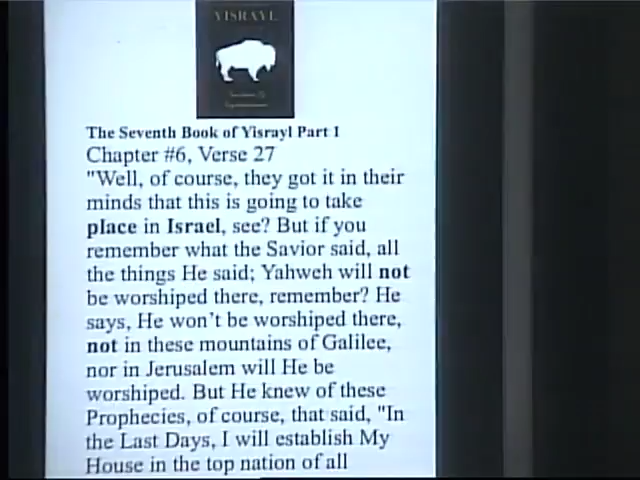 YISRAYL
The Seventh Book of Yisrayl Part 1
Chapter #6, Verse 27
"Well, of course, they got it in their
minds that this is going to take
place in Israel, see? But if you
remember what the Savior said, all
the things He said; Yahweh will not
be worshiped there, remember? He
says, He won't be worshiped there,
not in these mountains of Galilee,
nor in Jerusalem will He be
worshiped. But He knew of these
Prophecies, of course, that said, "In
the Last Days, I will establish My
House in the top nation of all